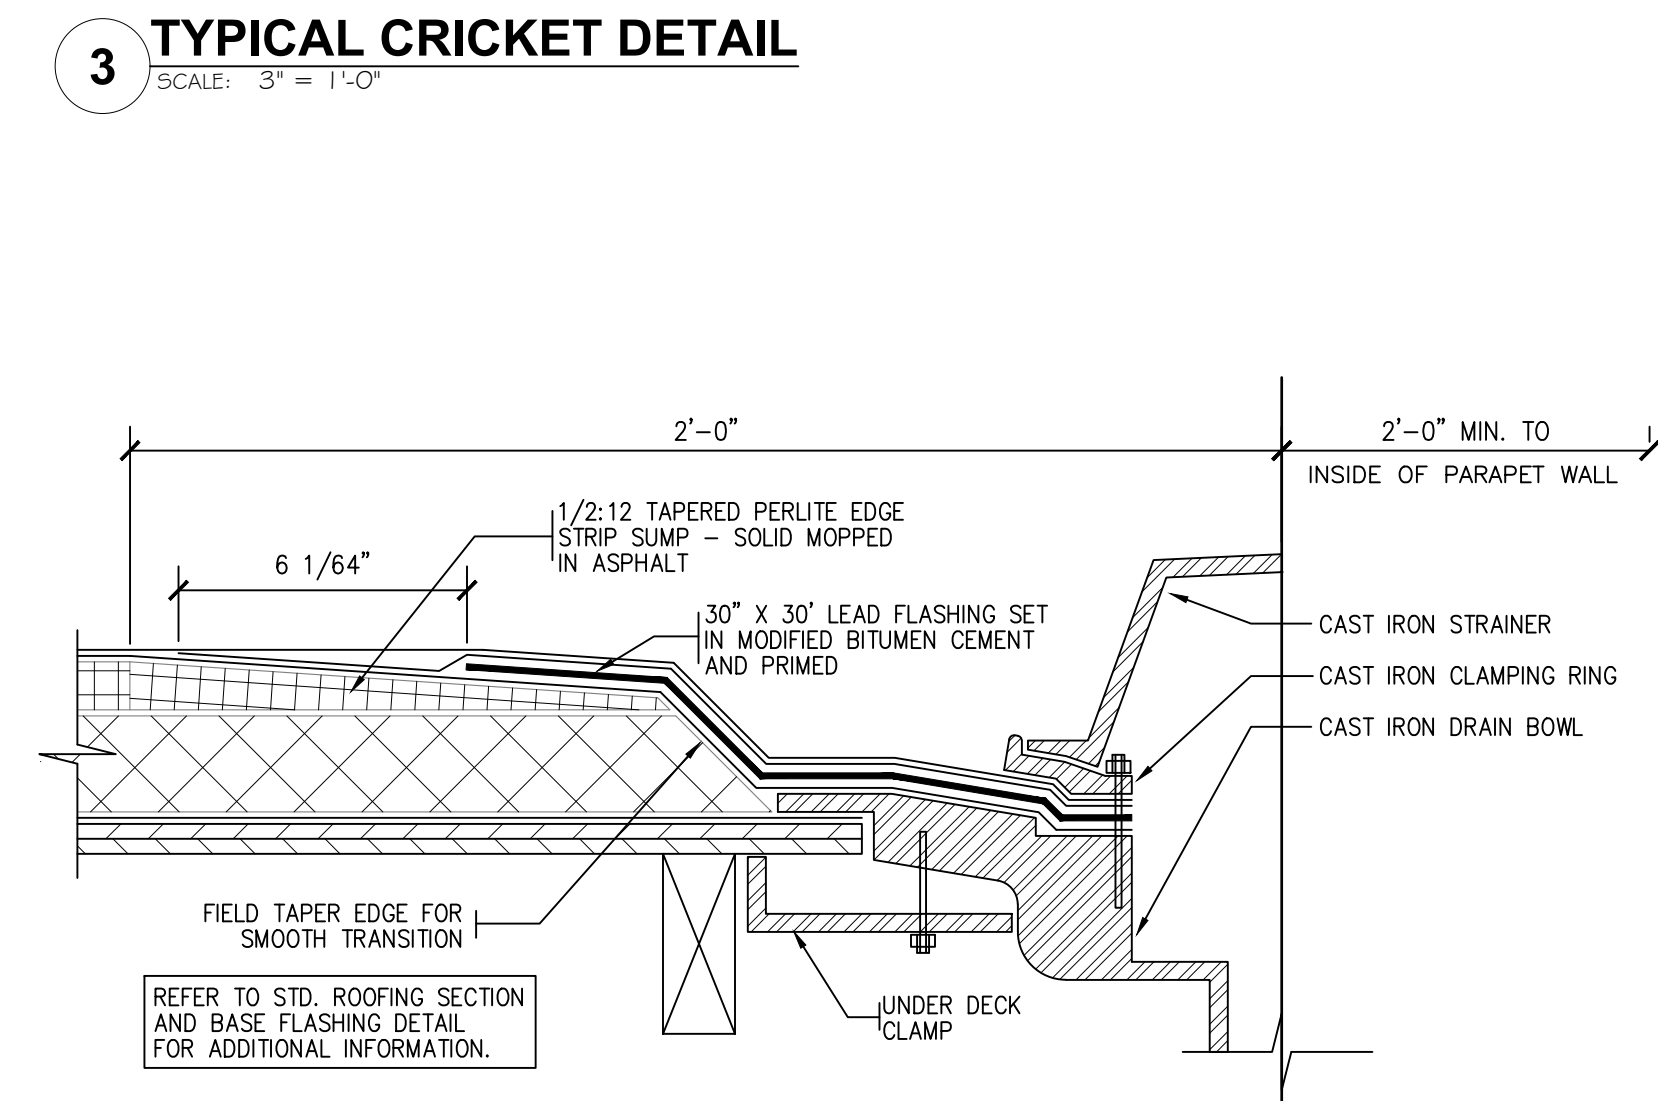 3
TYPICAL CRICKET DETAIL
SCALE: 3" = 1'-0"
2'-0"
2'-0" MIN. TO
INSIDE OF PARAPET WALL
1/2:12 TAPERED PERLITE EDGE
STRIP SUMP - SOLID MOPPED
IN ASPHALT
6 1/64"
30" X 30' LEAD FLASHING SET
IN MODIFIED BITUMEN CEMENT
AND PRIMED
CAST IRON STRAINER
CAST IRON CLAMPING RING
CAST IRON DRAIN BOWL
FIELD TAPER EDGE FOR
SMOOTH TRANSITION
REFER TO STD. ROOFING SECTION
AND BASE FLASHING DETAIL
FOR ADDITIONAL INFORMATION.
UNDER DECK
CLAMP